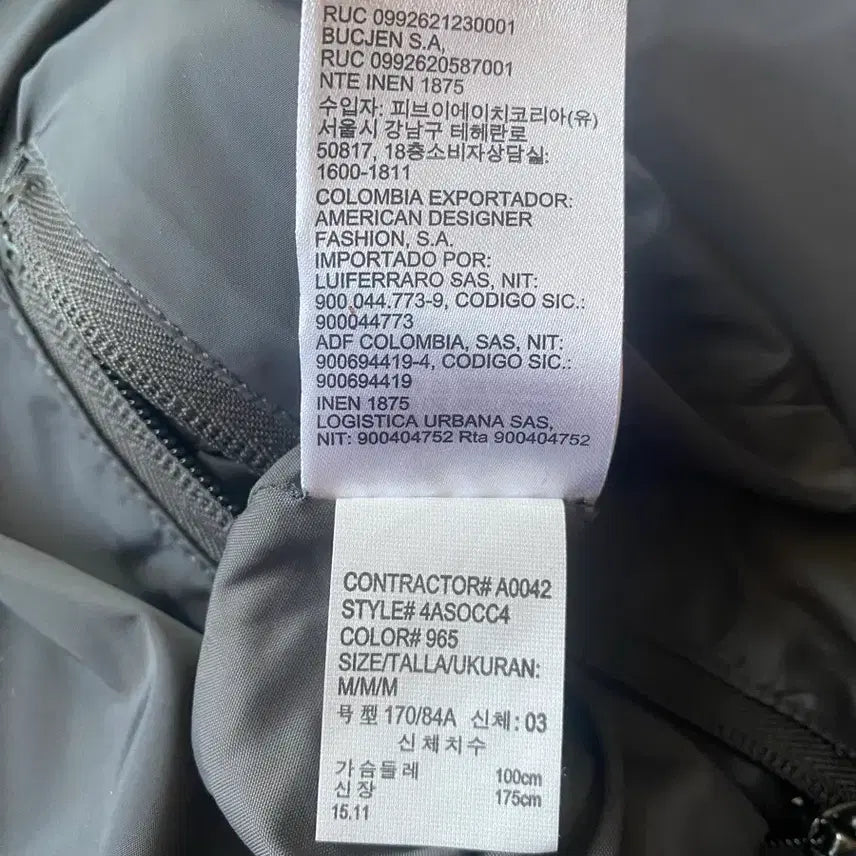 RUC 0992621230001
BUCJEN S.A,
RUC 0992620587001
NTE INEN 1875
수입자: 피브이에이치코리아(유)
서울시 강남구 테헤란로
50817, 18층소비자상담실:
1600-1811
COLOMBIA EXPORTADOR:
AMERICAN DESIGNER
FASHION, S.A.
IMPORTADO POR:
LUIFERRARO SAS, NIT:
900.044.773-9, CODIGO SIC.:
900044773
ADF COLOMBIA, SAS, NIT:
900694419-4, CODIGO SIC.:
900694419
INEN 1875
LOGISTICA URBANA SAS,
NIT: 900404752 Rta 900404752
CONTRACTOR# A0042
STYLE# 4ASOCC4
COLOR# 965
SIZE/TALLA/UKURAN:
M/M/M
型 170/84A 신체: 03
신체치수
가슴둘레 100cm
신장 175cm
15.11